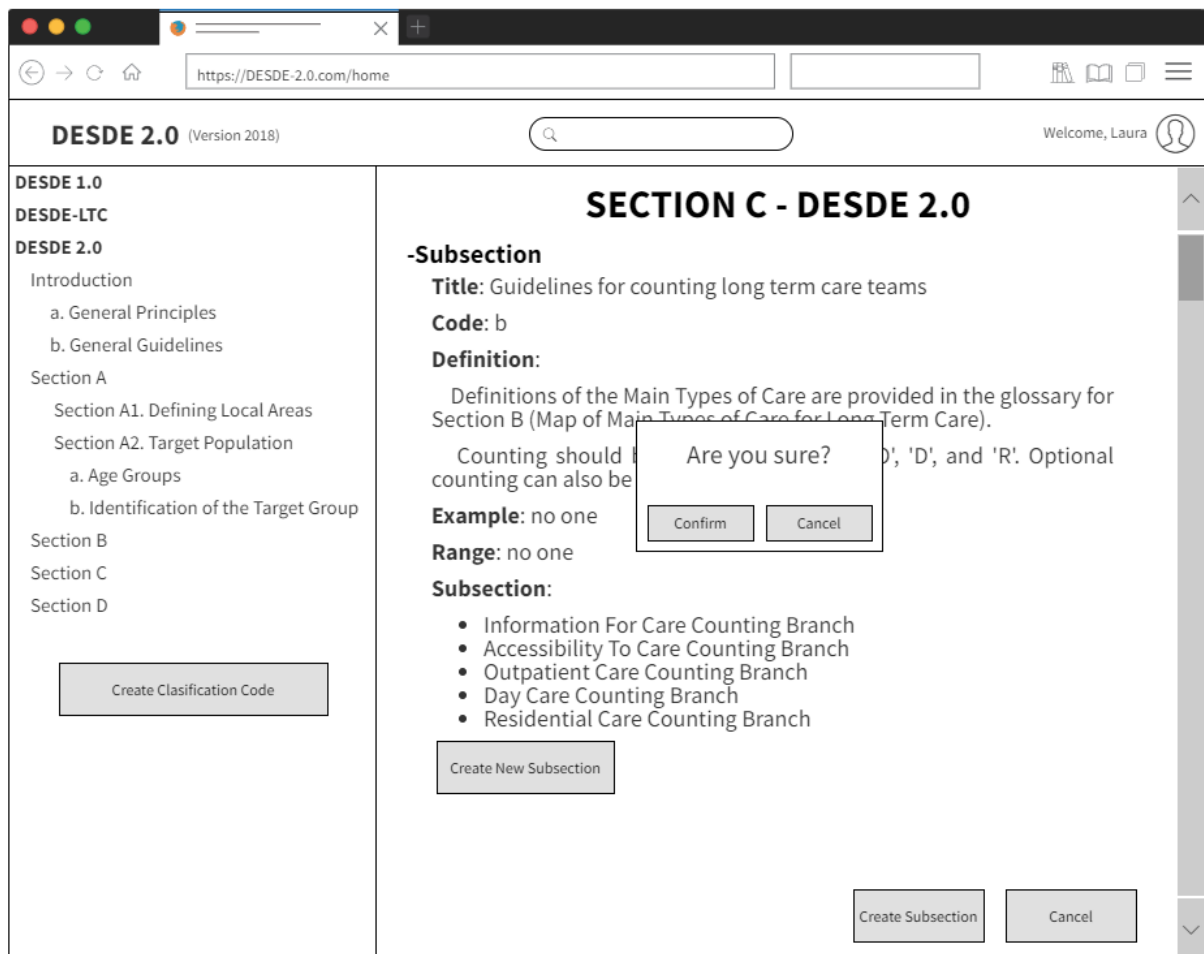 https://DESDE-2.0.com/home
DESDE 2.0 (Version 2018)
Welcome, Laura
DESDE 1.0
DESDE-LTC
DESDE 2.0
Introduction
a. General Principles
b. General Guidelines
Section A
Section A1. Defining Local Areas
Section A2. Target Population
a. Age Groups
b. Identification of the Target Group
Section B
Section C
Section D
Create Clasification Code
SECTION C - DESDE 2.0
-Subsection
Title: Guidelines for counting long term care teams
Code: b
Definition:
Definitions of the Main Types of Care are provided in the glossary for
Section B (Map of Main Types of Care for Long Term Care).
Counting should 'D', and 'R'. Optional
counting can also be
Example: no one
Range: no one
Subsection:
Information For Care Counting Branch
Accessibility To Care Counting Branch
Outpatient Care Counting Branch
Day Care Counting Branch
Residential Care Counting Branch
Create New Subsection
Create Subsection
Cancel
Are you sure?
Confirm
Cancel